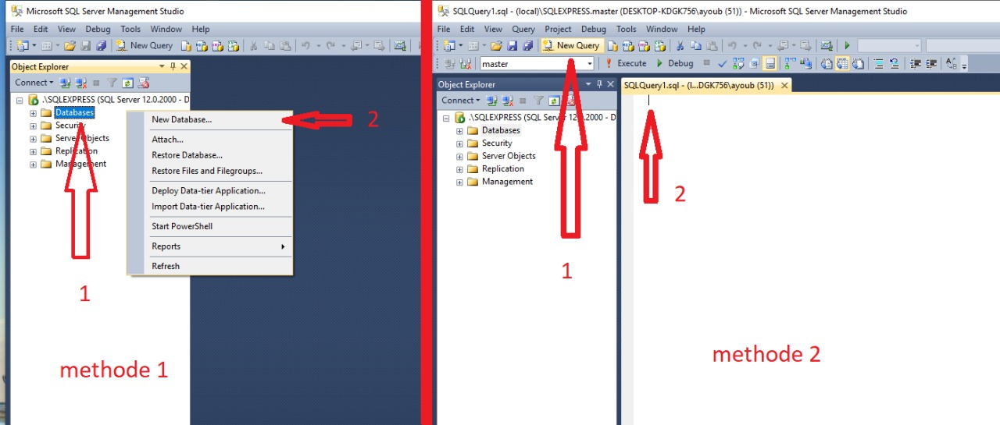 Microsoft SQL Server Management Studio
File Edit View Debug Tools Window Help
New Query
Object Explorer
Connect
.\SQLEXPRESS (SQL Server 12.0.2000 - D
Databases
Security
Server Objects
Replication
Management
New Database...
Attach...
Restore Database...
Restore Files and Filegroups...
Deploy Data-tier Application...
Import Data-tier Application...
Start PowerShell
Reports
Refresh
2
1
methode 1
SQLQuery1.sql - (local)\SQLEXPRESS.master (DESKTOP-KDGK756\ayoub (51)) - Microsoft SQL Server Management Studio
File Edit View Query Project Debug Tools Window Help
New Query
master
Execute
Debug
Object Explorer
Connect
.\SQLEXPRESS (SQL Server 12.0.2000 - D
Databases
Security
Server Objects
Replication
Management
SQLQuery1.sql - (l...DGK756\ayoub (51))
1
2
methode 2